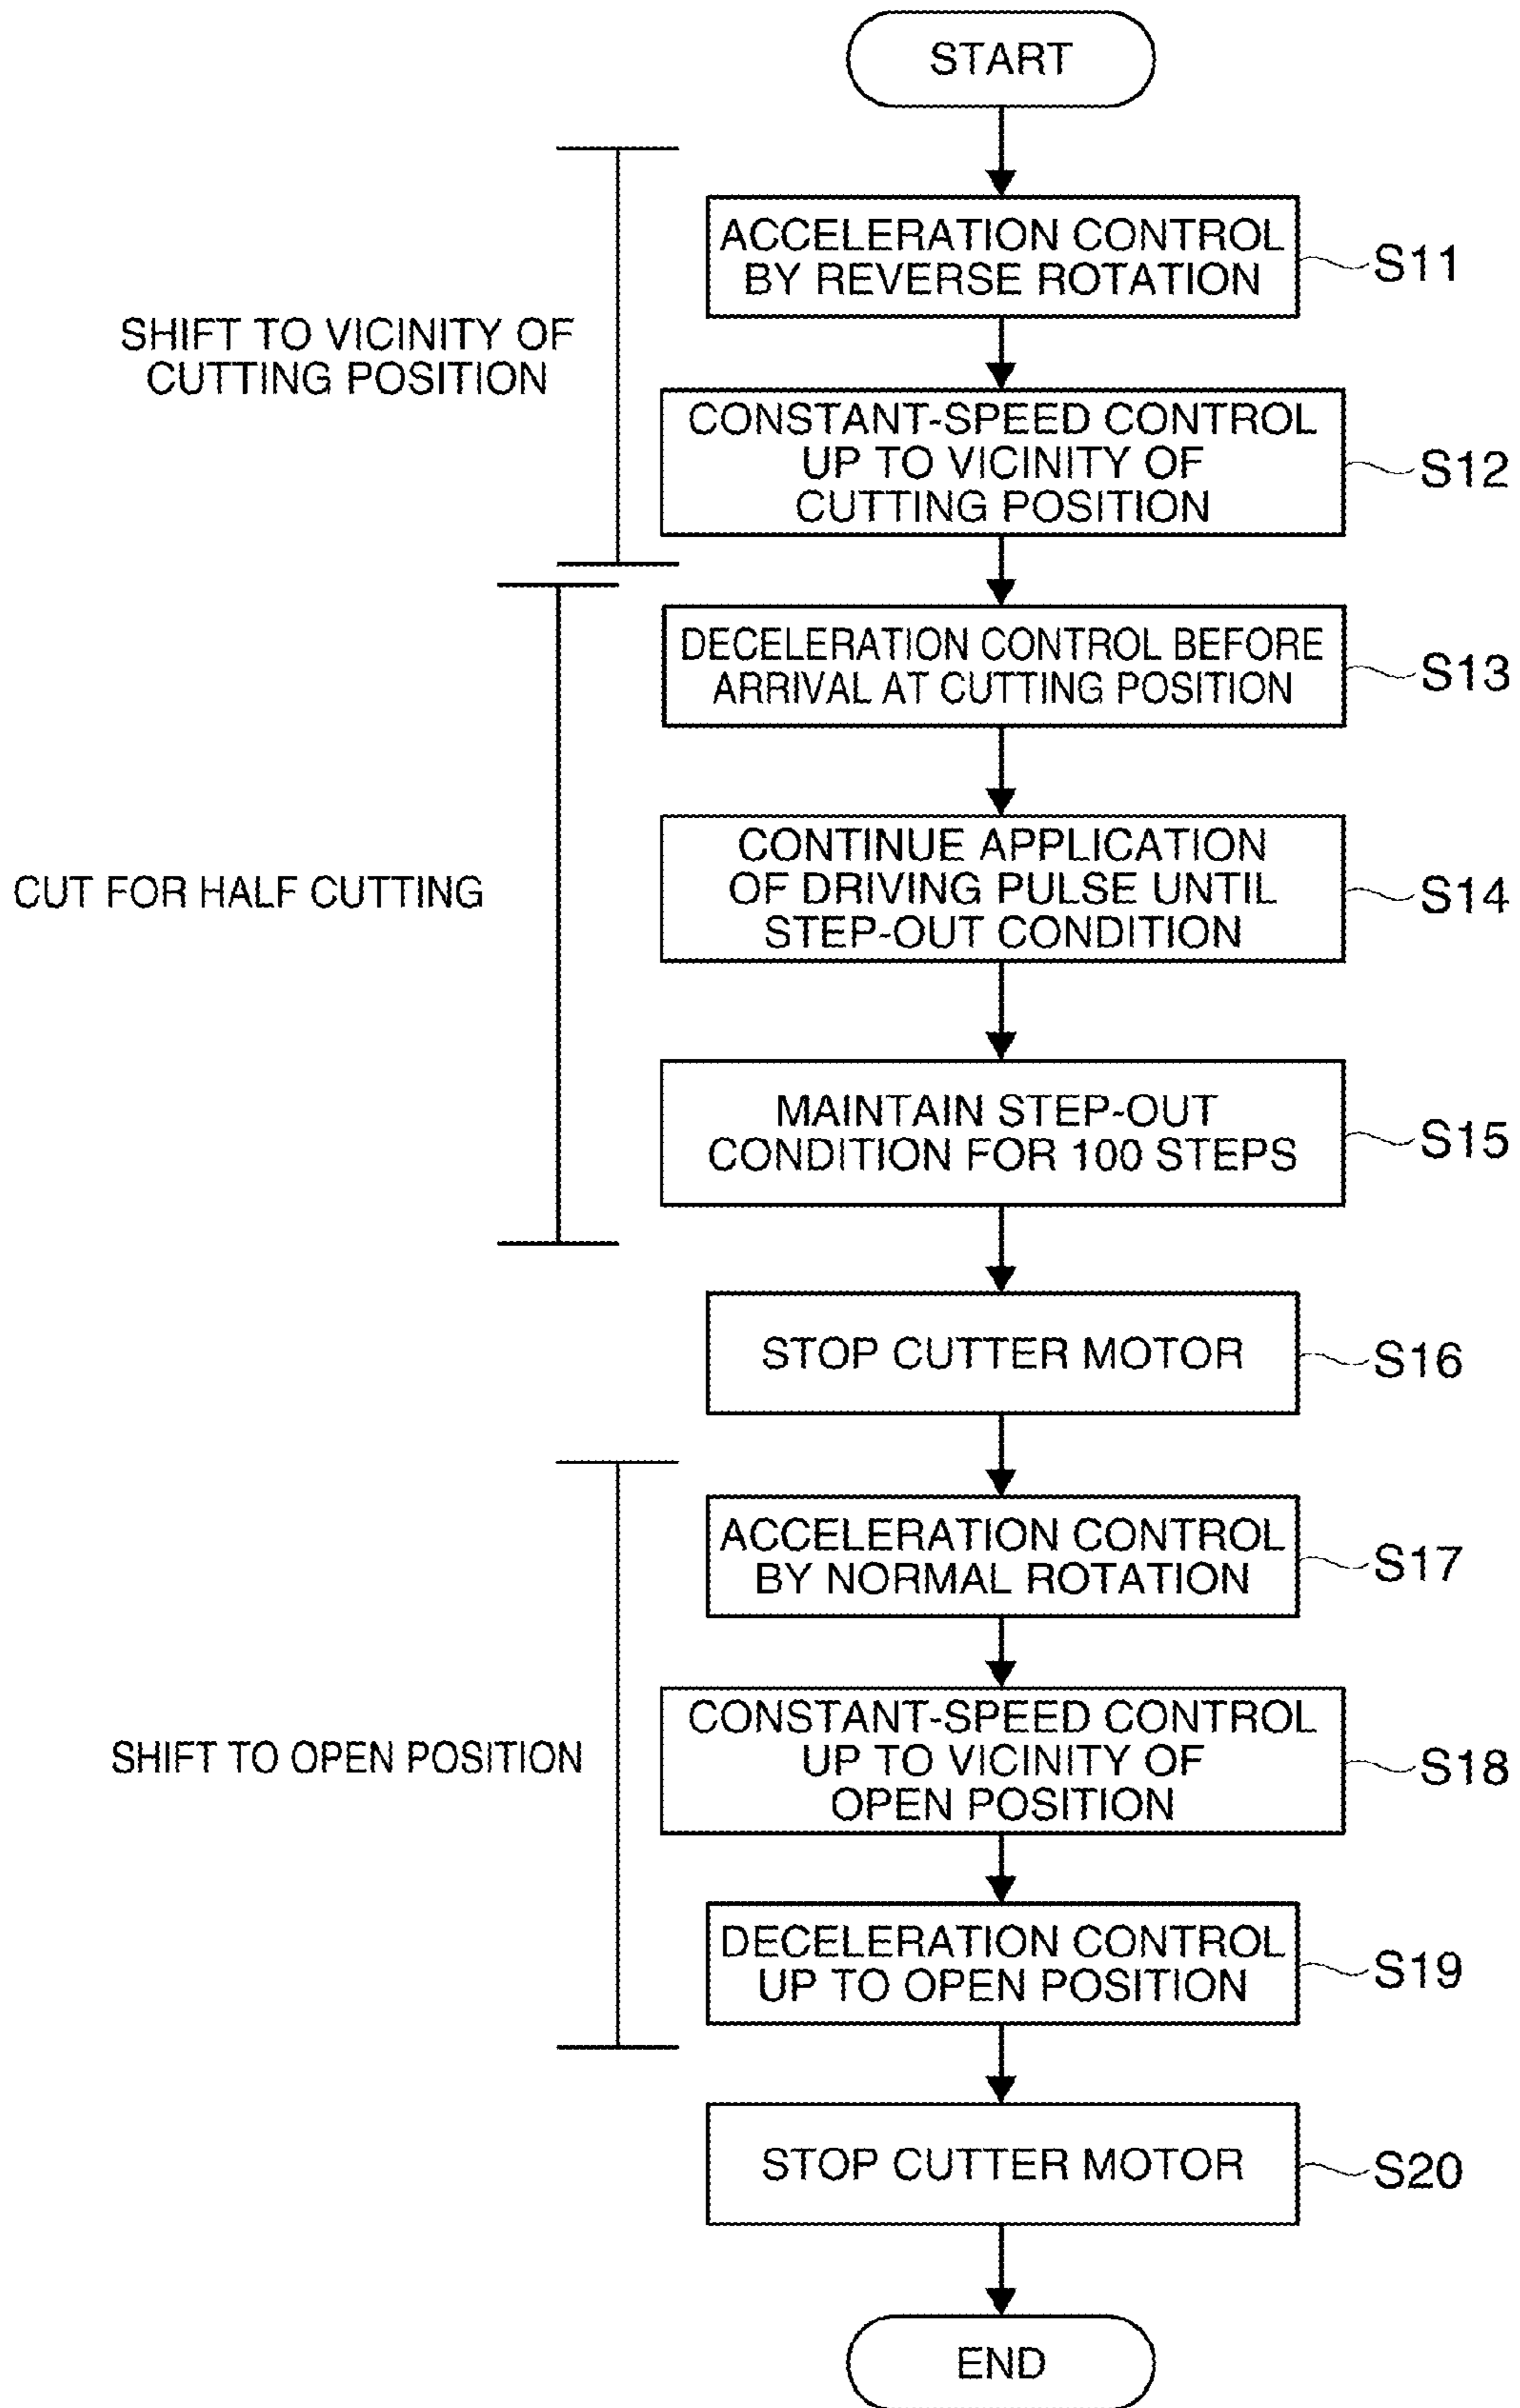 START
ACCELERATION CONTROL
BY REVERSE ROTATION
S11
SHIFT TO VICINITY OF
CUTTING POSITION
CONSTANT-SPEED CONTROL
UP TO VICINITY OF
CUTTING POSITION
S12
DECELERATION CONTROL BEFORE
ARRIVAL AT CUTTING POSITION
S13
CUT FOR HALF CUTTING
CONTINUE APPLICATION
OF DRIVING PULSE UNTIL
STEP-OUT CONDITION
S14
MAINTAIN STEP-OUT
CONDITION FOR 100 STEPS
S15
STOP CUTTER MOTOR
S16
ACCELERATION CONTROL
BY NORMAL ROTATION
S17
SHIFT TO OPEN POSITION
CONSTANT-SPEED CONTROL
UP TO VICINITY OF
OPEN POSITION
S18
DECELERATION CONTROL
UP TO OPEN POSITION
S19
STOP CUTTER MOTOR
S20
END